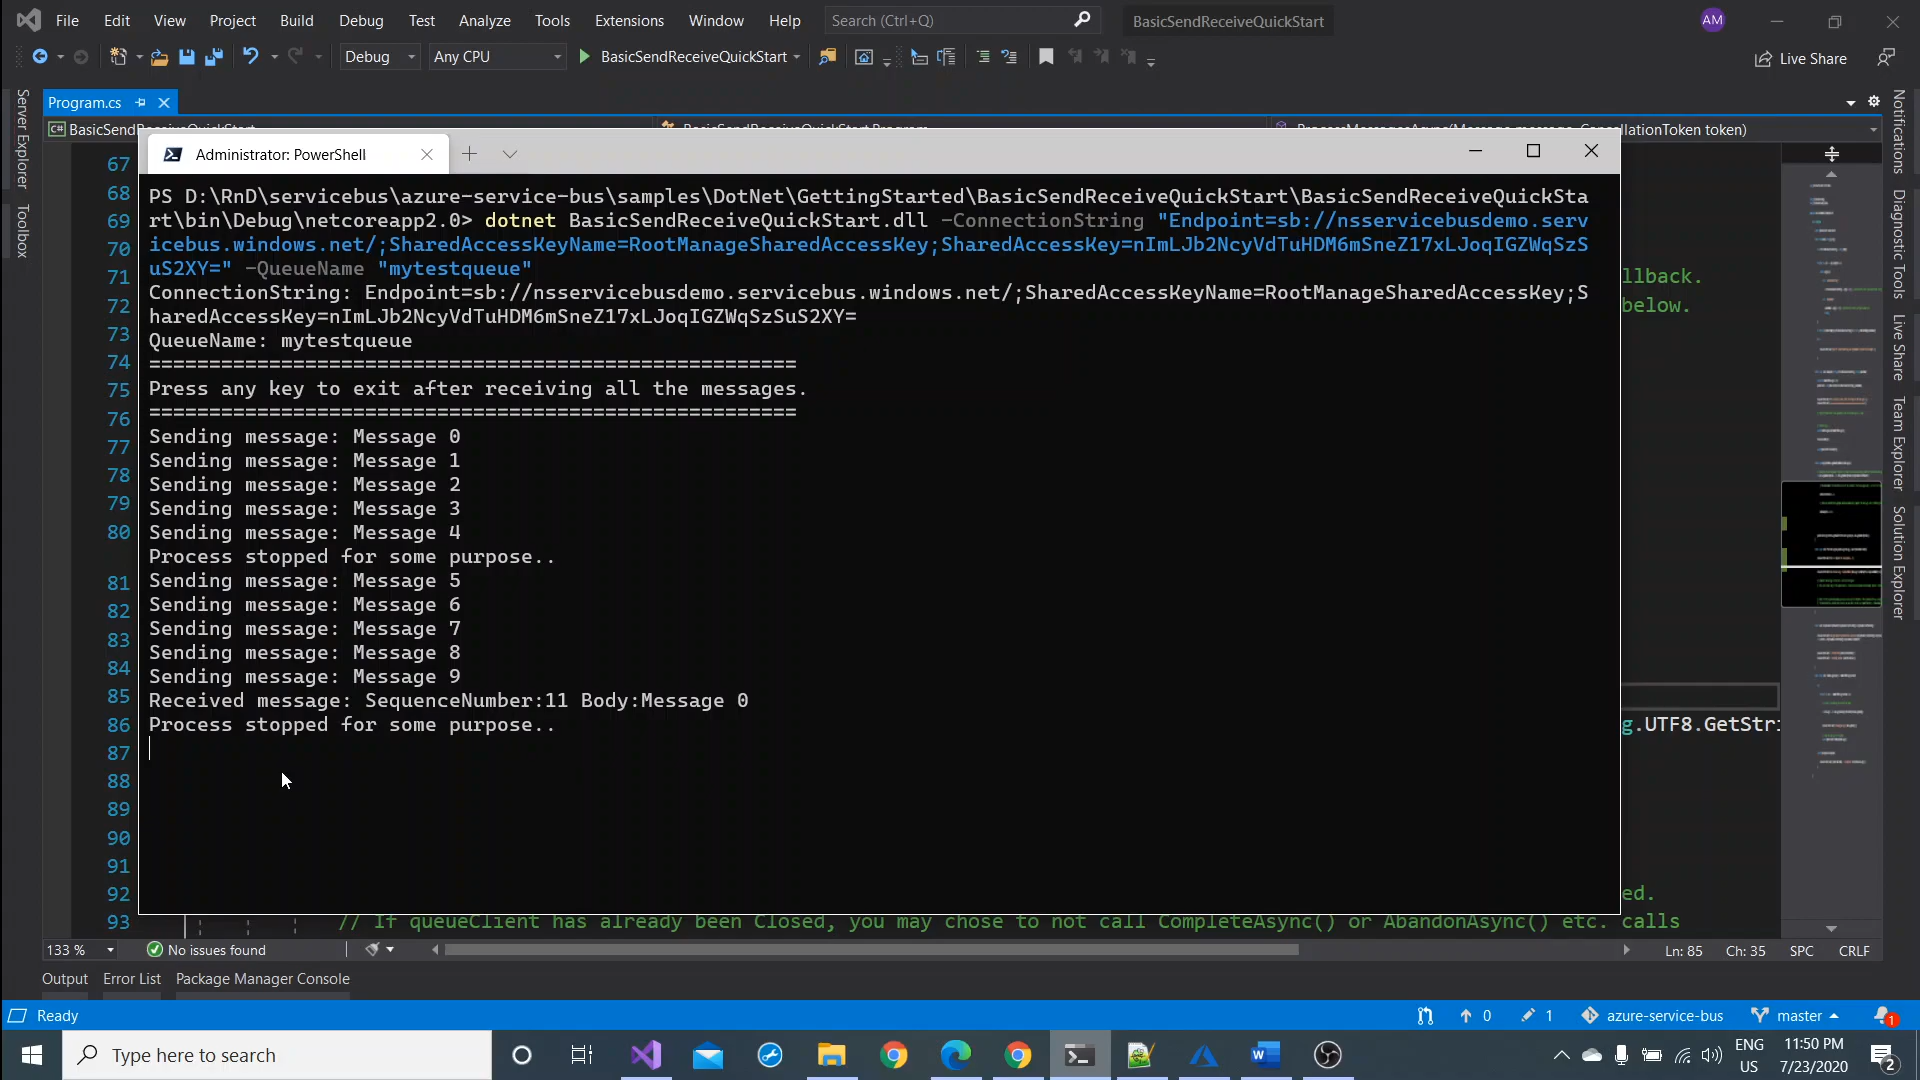 File Edit View Project Build Debug Test Analyze Tools Extensions Window Help Search (Ctrl+Q) BasicSendReceiveQuickStart AM
Debug Any CPU BasicSendReceiveQuickStart Live Share
Program.cs
Administrator: PowerShell
PS D:\RnD\servicebus\azure-service-bus\samples\DotNet\GettingStarted\BasicSendReceiveQuickStart\BasicSendReceiveQuickSta
rt\bin\Debug\netcoreapp2.0> dotnet BasicSendReceiveQuickStart.dll -ConnectionString "Endpoint=sb://nsservicebusdemo.serv
icebus.windows.net/;SharedAccessKeyName=RootManageSharedAccessKey;SharedAccessKey=nImLJb2NcyVdTuHDM6mSneZ17xLJoqIGZWqSzS
uS2XY=" -QueueName "mytestqueue"
ConnectionString: Endpoint=sb://nsservicebusdemo.servicebus.windows.net/;SharedAccessKeyName=RootManageSharedAccessKey;S
haredAccessKey=nImLJb2NcyVdTuHDM6mSneZ17xLJoqIGZWqSzSuS2XY=
QueueName: mytestqueue
======================================================
Press any key to exit after receiving all the messages.
======================================================
Sending message: Message 0
Sending message: Message 1
Sending message: Message 2
Sending message: Message 3
Sending message: Message 4
Process stopped for some purpose..
Sending message: Message 5
Sending message: Message 6
Sending message: Message 7
Sending message: Message 8
Sending message: Message 9
Received message: SequenceNumber:11 Body:Message 0
Process stopped for some purpose..
Server Explorer
Toolbox
67
68
69
70
71
72
73
74
75
76
77
78
79
80
81
82
83
84
85
86
87
88
89
90
91
92
93
llback.
below.
g.UTF8.GetStri
ed.
// If queueClient has already been Closed, you may chose to not call CompleteAsync() or AbandonAsync() etc. calls
Notifications
Diagnostic Tools
Live Share
Team Explorer
Solution Explorer
133 % No issues found Ln: 85 Ch: 35 SPC CRLF
Output Error List Package Manager Console
Ready 0 1 azure-service-bus master 1
Type here to search ENG US 11:50 PM 7/23/2020 2